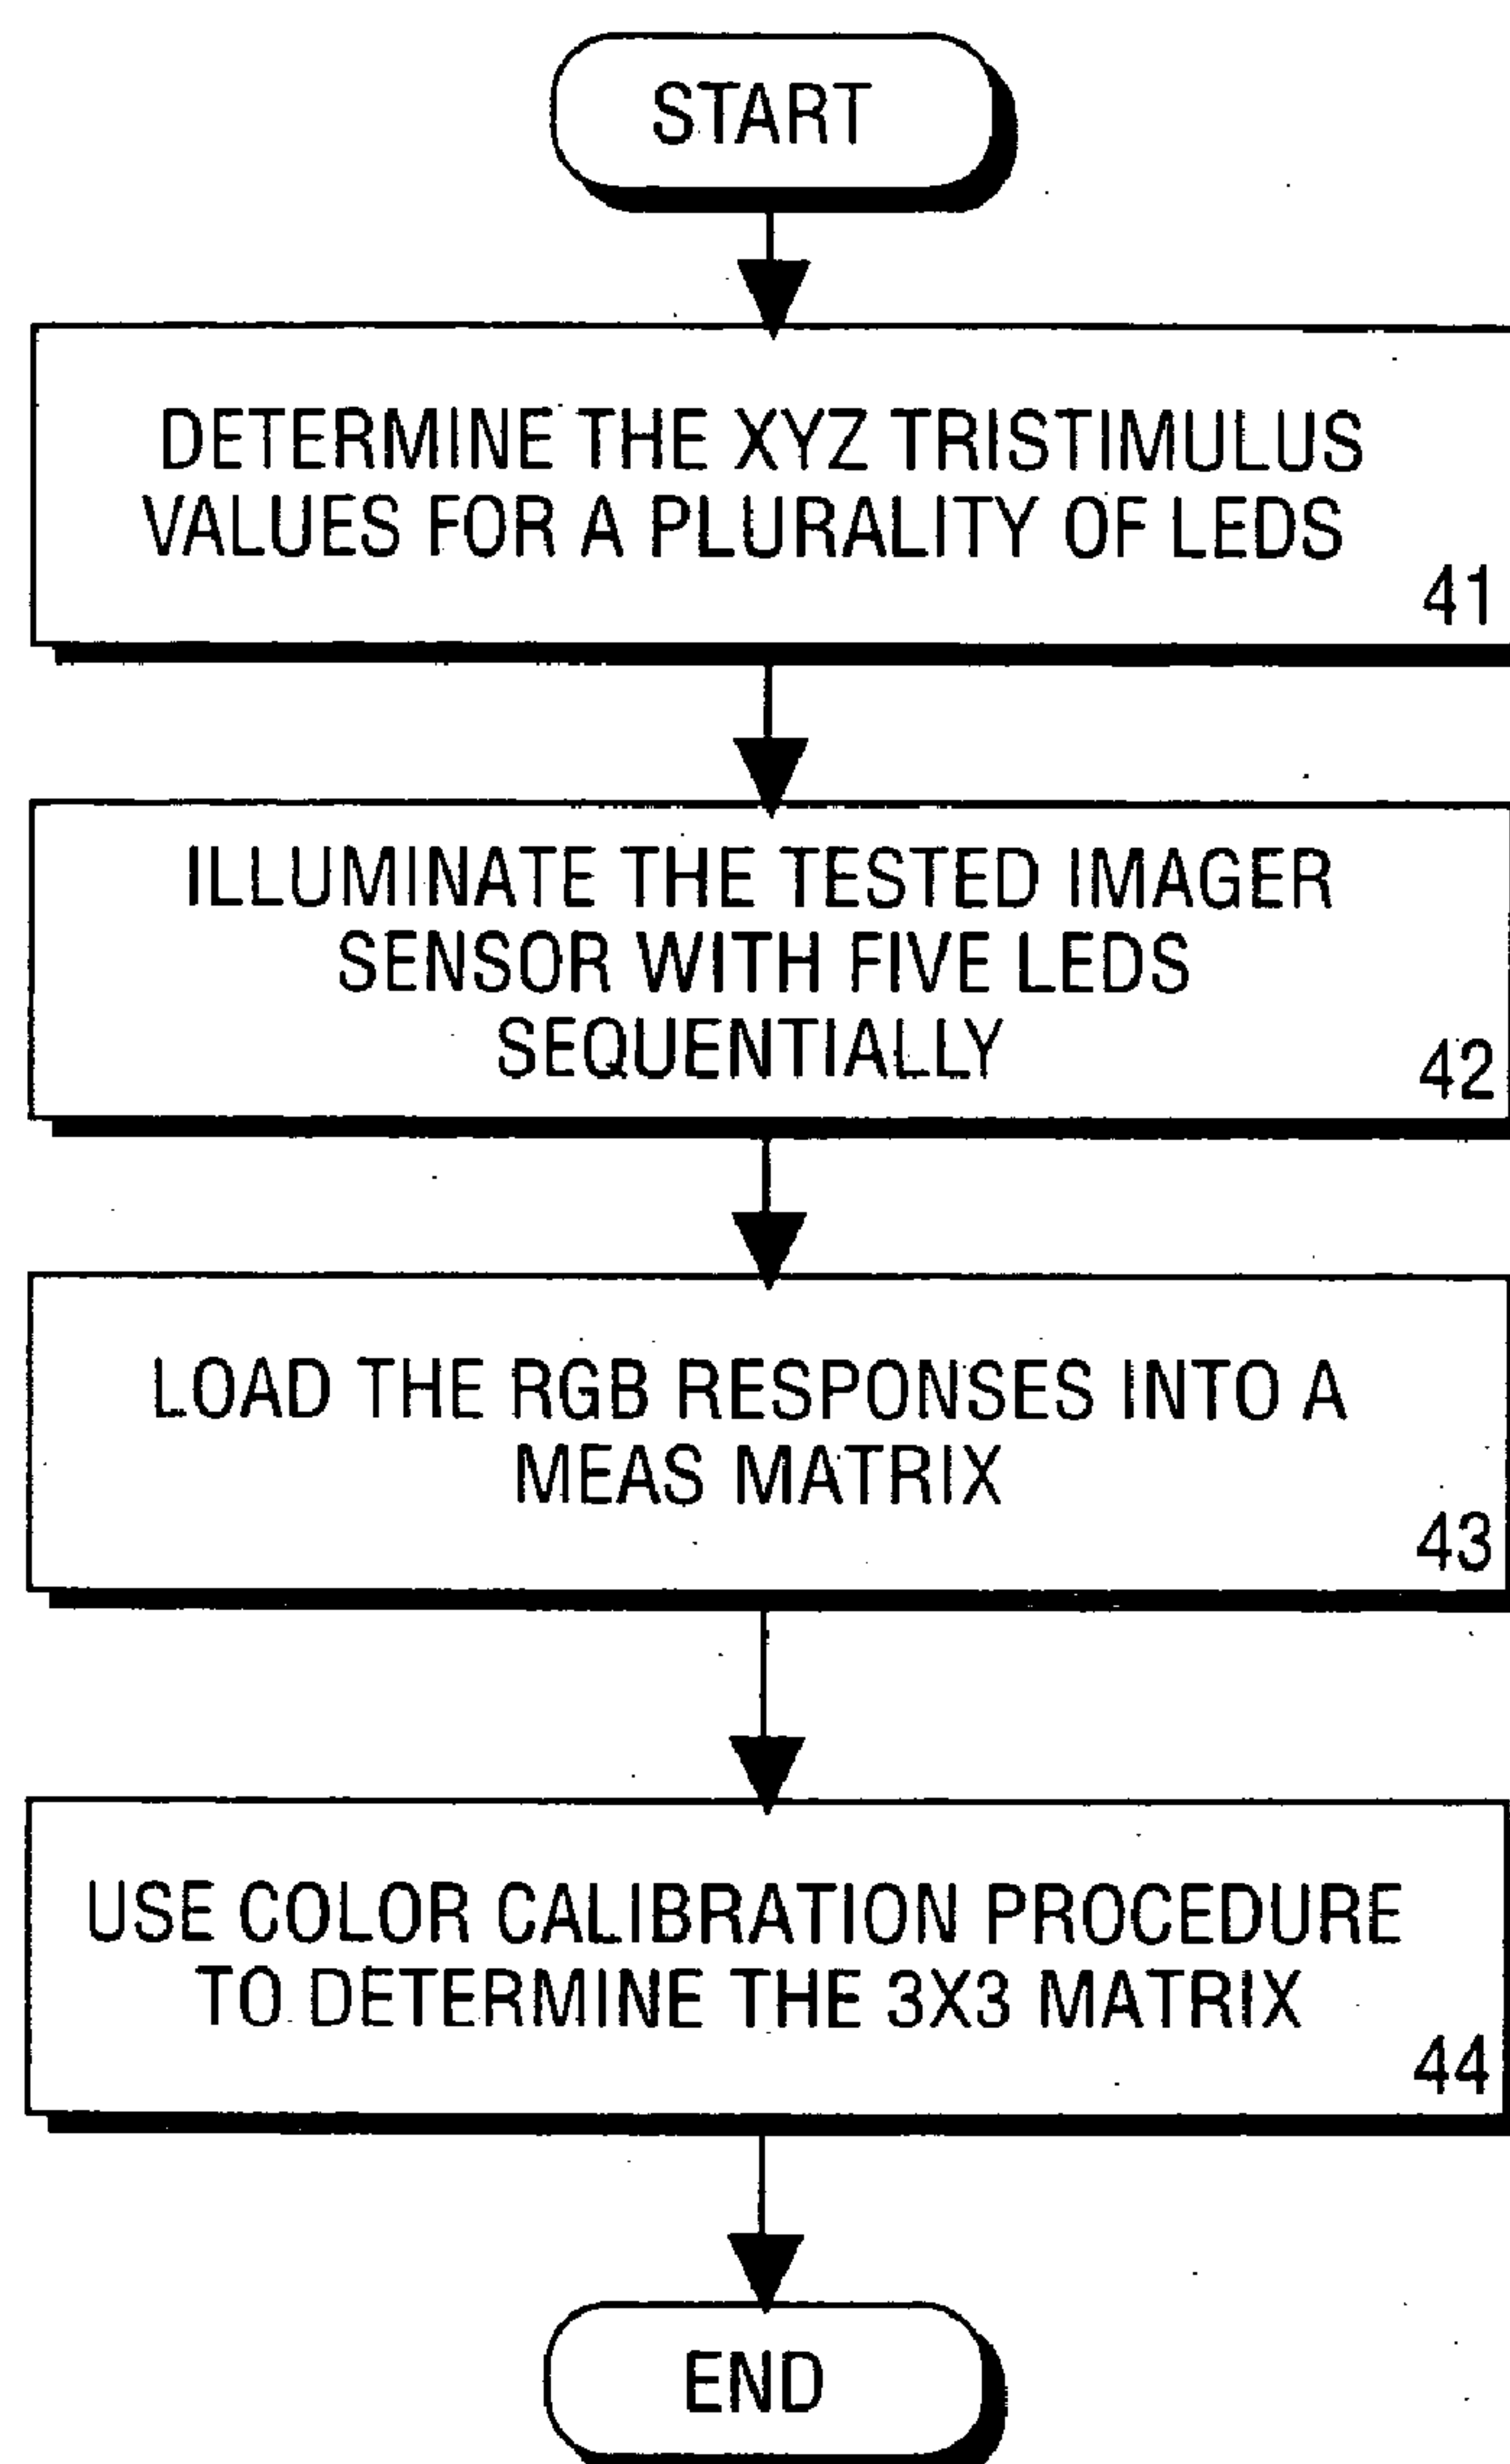 START
DETERMINE THE XYZ TRISTIMULUS
VALUES FOR A PLURALITY OF LEDS
41
ILLUMINATE THE TESTED IMAGER
SENSOR WITH FIVE LEDS
SEQUENTIALLY
42
LOAD THE RGB RESPONSES INTO A
MEAS MATRIX
43
USE COLOR CALIBRATION PROCEDURE
TO DETERMINE THE 3X3 MATRIX
44
END